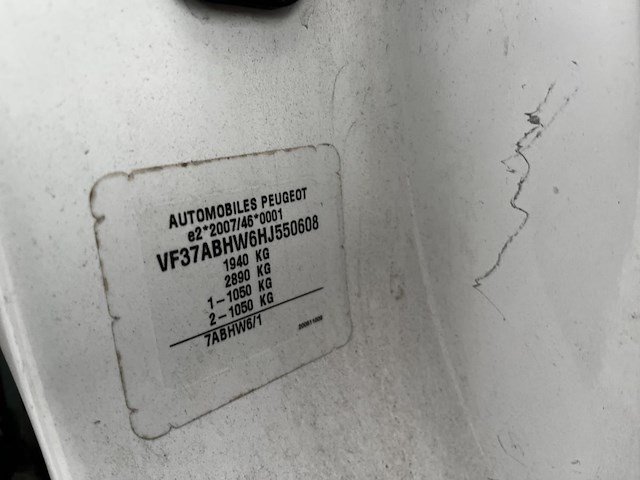 AUTOMOBILES PEUGEOT
e2*2007/46*0001
VF37ABHW6HJ550608
1940 KG
2890 KG
1-1050 KG
2-1050 KG
7ABHW6/1